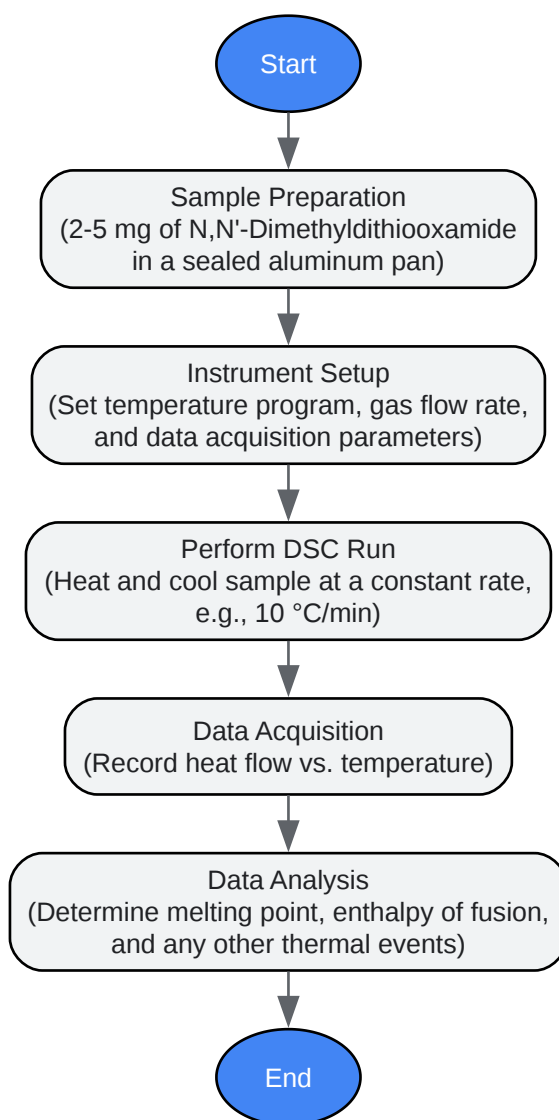 Start
Sample Preparation
(2-5 mg of N,N'-Dimethyldithiooxamide
in a sealed aluminum pan)
Instrument Setup
(Set temperature program, gas flow rate,
and data acquisition parameters)
Perform DSC Run
(Heat and cool sample at a constant rate,
e.g., 10 °C/min)
Data Acquisition
(Record heat flow vs. temperature)
Data Analysis
(Determine melting point, enthalpy of fusion,
and any other thermal events)
End